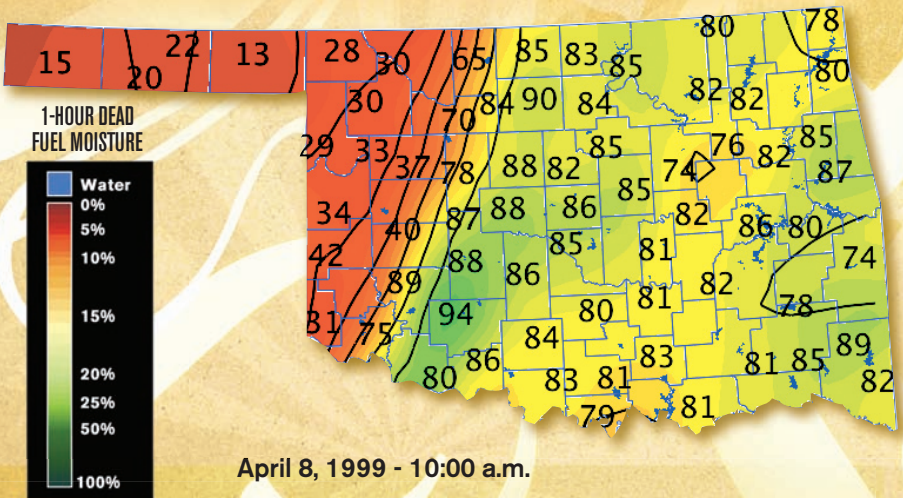 80 78
15 22 13 28 30 65 85 83 85 80
20
1-HOUR DEAD
FUEL MOISTURE
30 70 84 90 84 82 82
29 33 37 78 88 82 85 74 76 82 85 87
34 40 87 88 86 85 82 86 80
42 89 88 86 85 81 82 74
31 75 94 84 80 81 78
80 86 83 81 83 81 85 89
79 81 82
Water
0%
5%
10%
15%
20%
25%
50%
100%
April 8, 1999 - 10:00 a.m.